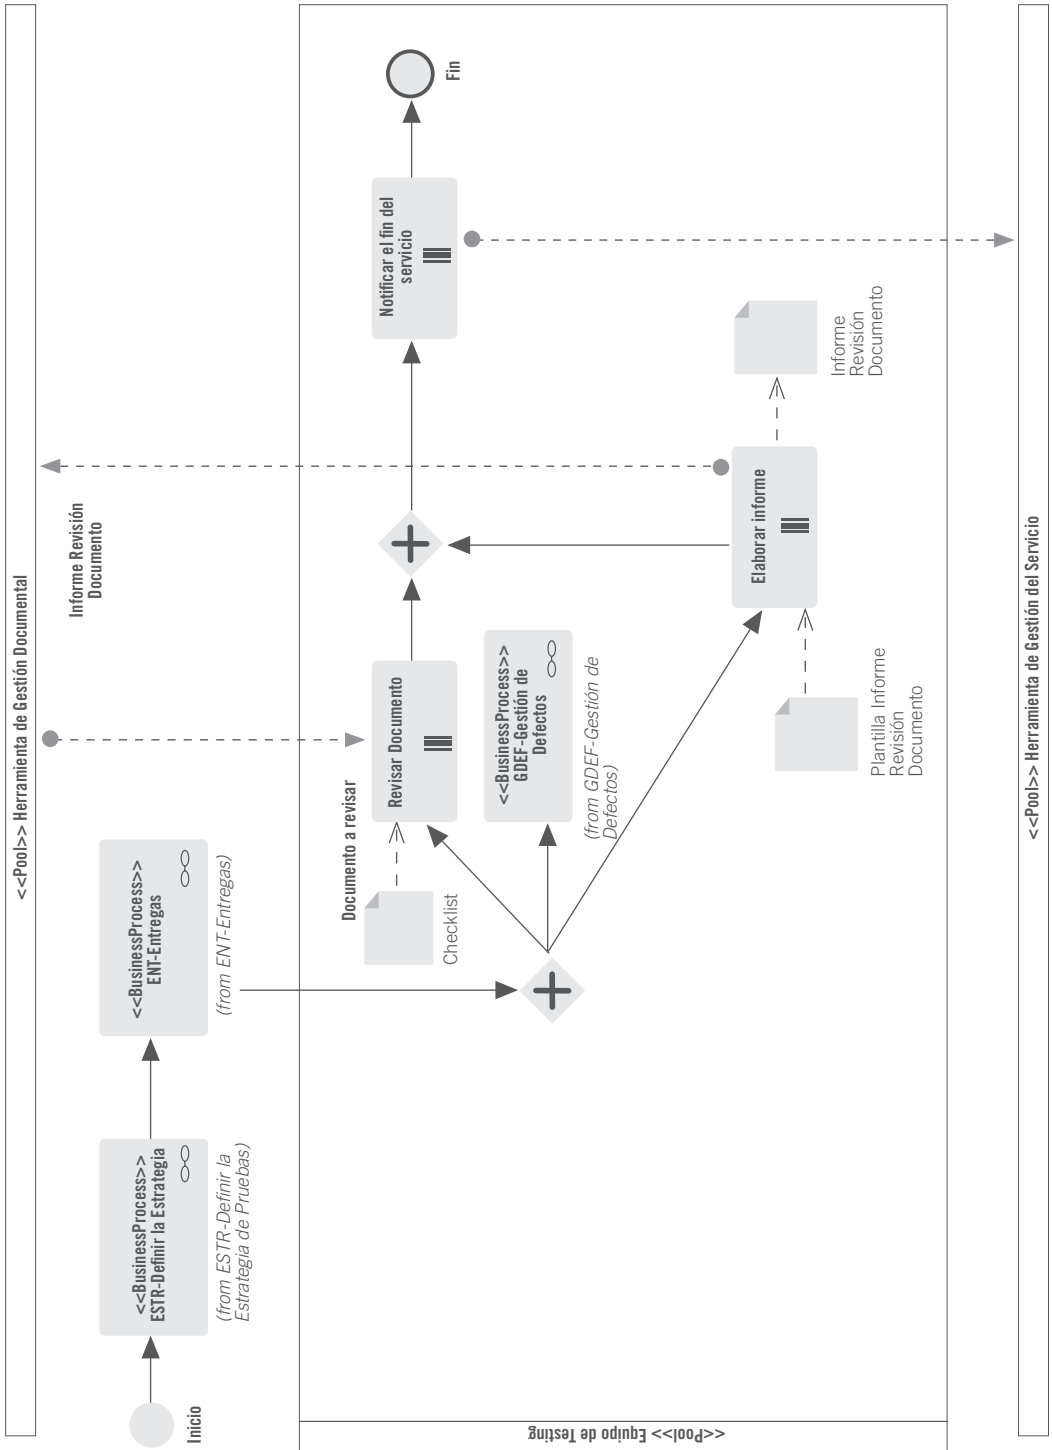 <<Pool>> Herramienta de Gestión Documental
Inicio
<<BusinessProcess>>
ESTR-Definir la Estrategia
(from ESTR-Definir la
Estrategia de Pruebas)
<<BusinessProcess>>
ENT-Entregas
(from ENT-Entregas)
Informe Revisión
Documento
<<Pool>> Equipo de Testing
Documento a revisar
Checklist
Revisar Documento
<<BusinessProcess>>
GDEF-Gestión de
Defectos
(from GDEF-Gestión de
Defectos)
Notificar el fin del
servicio
Fin
Elaborar informe
Plantilla Informe
Revisión
Documento
Informe
Revisión
Documento
<<Pool>> Herramienta de Gestión del Servicio